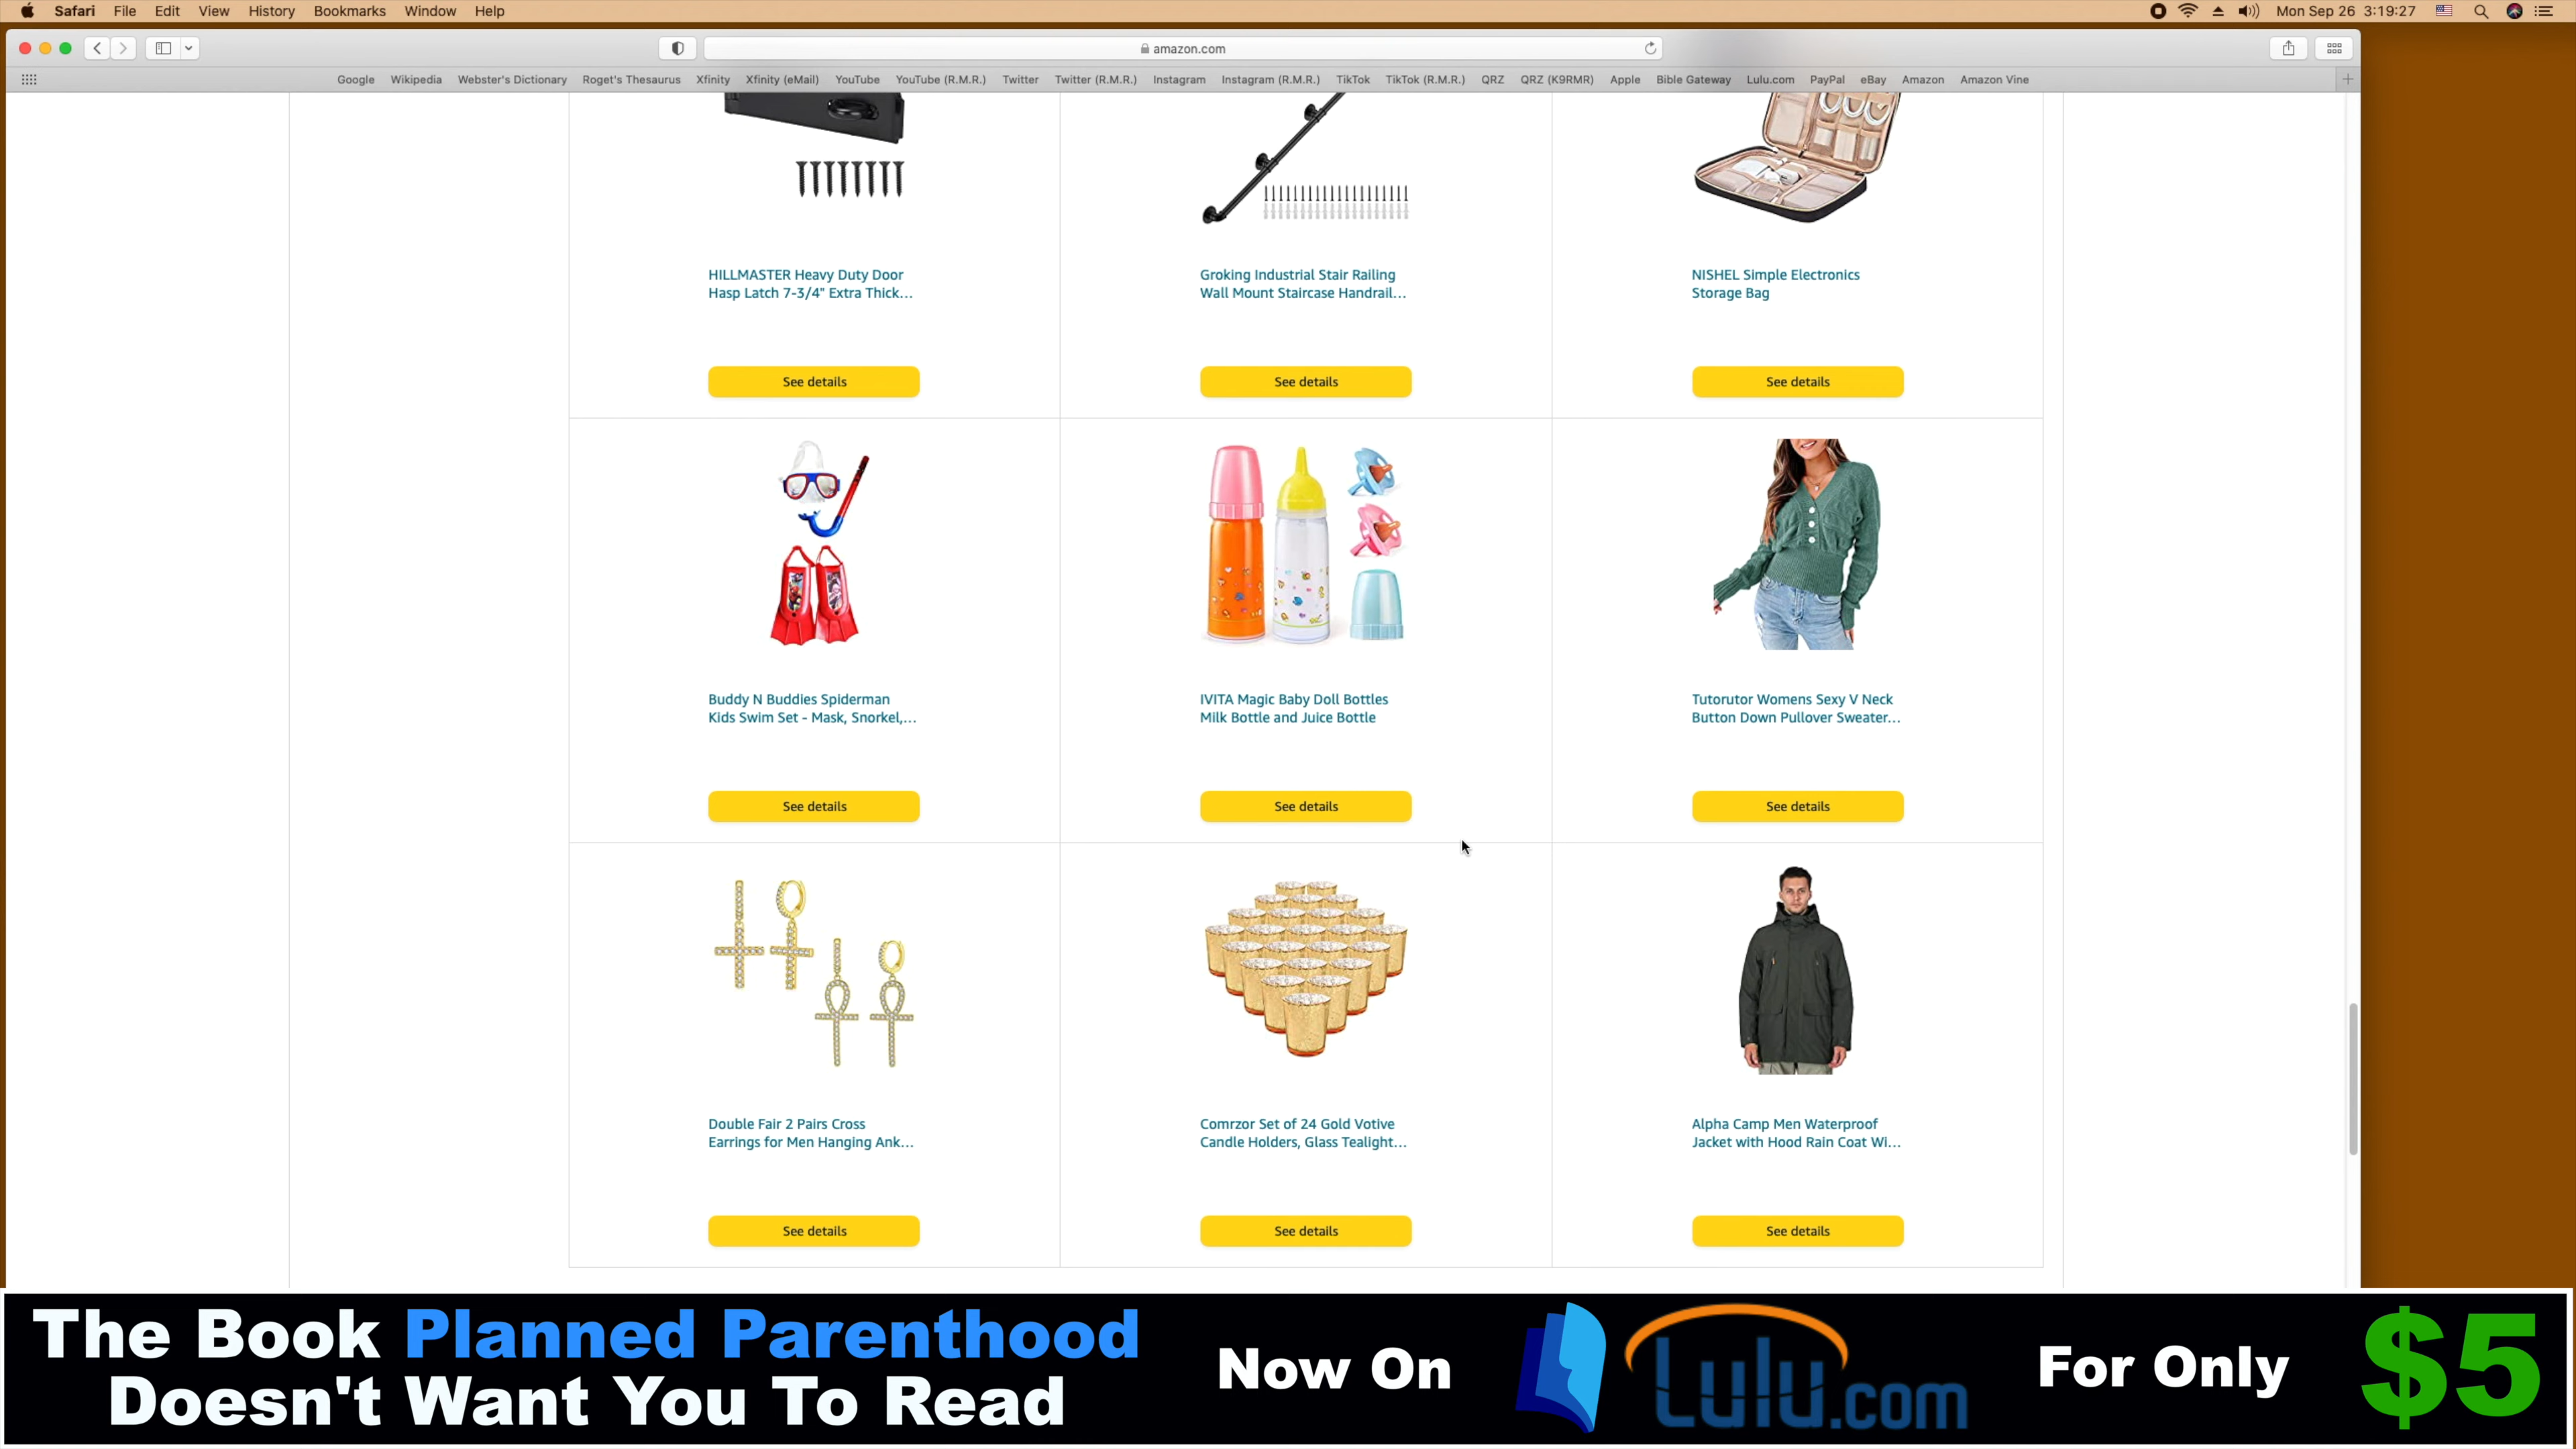 Safari File Edit View History Bookmarks Window Help Mon Sep 26 3:19:27
amazon.com
Google Wikipedia Webster's Dictionary Roget's Thesaurus Xfinity Xfinity (eMail) YouTube YouTube (R.M.R.) Twitter Twitter (R.M.R.) Instagram Instagram (R.M.R.) TikTok TikTok (R.M.R.) QRZ QRZ (K9RMR) Apple Bible Gateway Lulu.com PayPal eBay Amazon Amazon Vine
HILLMASTER Heavy Duty Door
Hasp Latch 7-3/4" Extra Thick...
See details
Groking Industrial Stair Railing
Wall Mount Staircase Handrail...
See details
NISHEL Simple Electronics
Storage Bag
See details
Buddy N Buddies Spiderman
Kids Swim Set - Mask, Snorkel,...
See details
IVITA Magic Baby Doll Bottles
Milk Bottle and Juice Bottle
See details
Tutorutor Womens Sexy V Neck
Button Down Pullover Sweater...
See details
Double Fair 2 Pairs Cross
Earrings for Men Hanging Ank...
See details
Comrzor Set of 24 Gold Votive
Candle Holders, Glass Tealight...
See details
Alpha Camp Men Waterproof
Jacket with Hood Rain Coat Wi...
See details
The Book Planned Parenthood
Doesn't Want You To Read
Now On
Lulu.com
For Only
$5